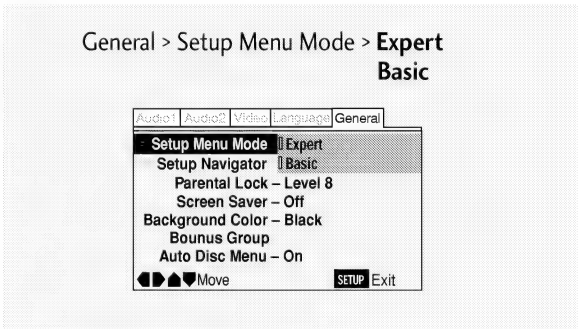 General > Setup Menu Mode > Expert
Basic
Audio1 Audio2 Video Language General
Setup Menu Mode Expert
Setup Navigator Basic
Parental Lock – Level 8
Screen Saver – Off
Background Color – Black
Bounus Group
Auto Disc Menu – On
Move SETUP Exit